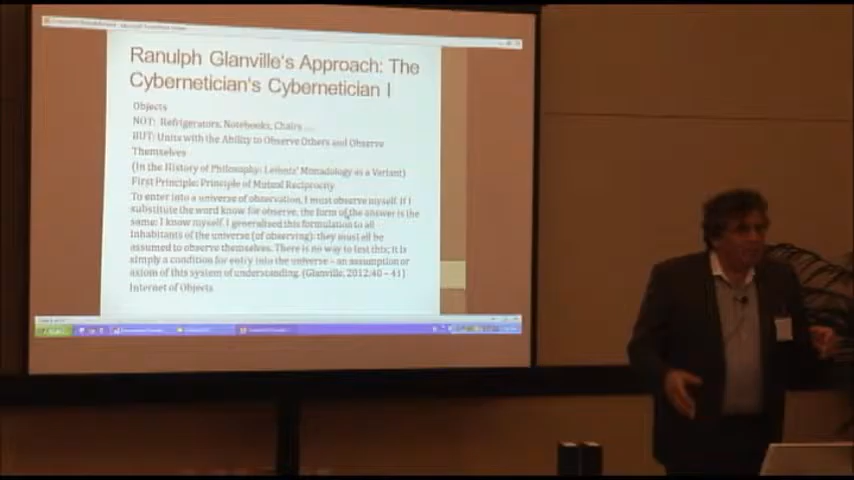 Ranulph Glanville's Approach: The
Cybernetician's Cybernetician I
Objects
NOT: Refrigerators, Notebooks, Chairs ....
BUT: Units with the Ability to Observe Others and Observe
Themselves
(In the History of Philosophy: Leibniz' Monadology as a Variant)
First Principle: Principle of Mutual Reciprocity
To enter into a universe of observation, I must observe myself. If I
substitute the word know for observe, the form of the answer is the
same: I know myself. I generalised this formulation to all
inhabitants of the universe (of observing): they must all be
assumed to observe themselves. There is no way to test this; it is
simply a condition for entry into the universe – an assumption or
axiom of this system of understanding. (Glanville, 2012:40 – 41)
Internet of Objects